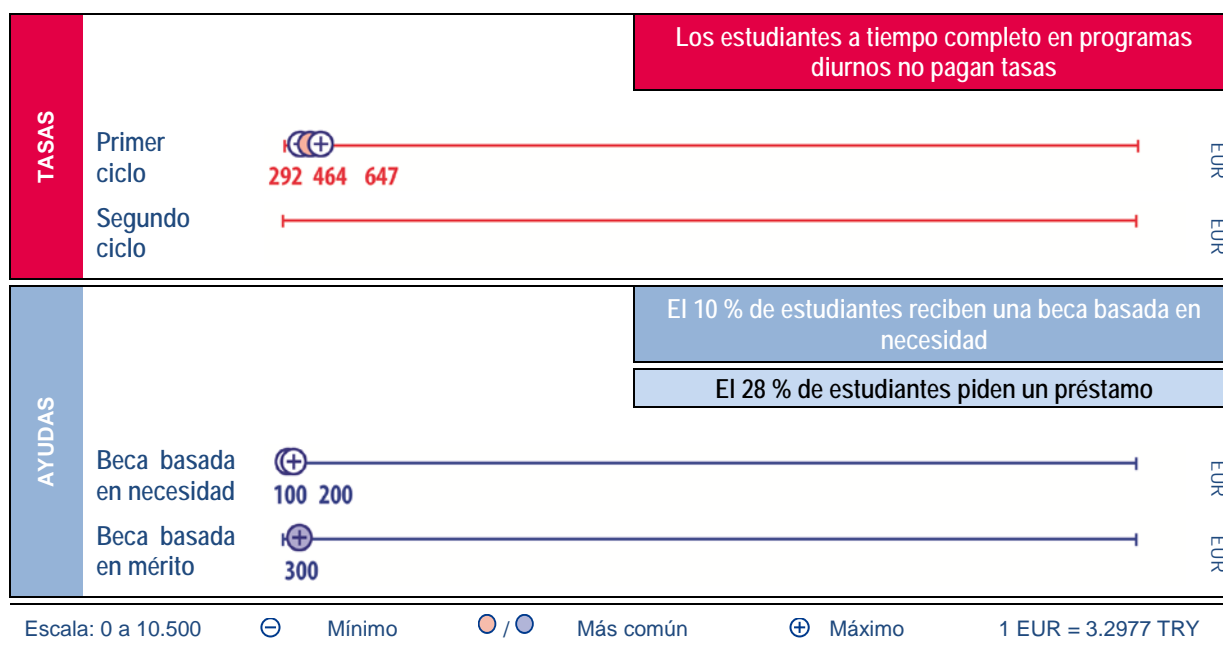 Los estudiantes a tiempo completo en programas
diurnos no pagan tasas
TASAS
Primer
ciclo
292 464 647
EUR
Segundo
ciclo
EUR
El 10 % de estudiantes reciben una beca basada en
necesidad
El 28 % de estudiantes piden un préstamo
AYUDAS
Beca basada
en necesidad
100 200
EUR
Beca basada
en mérito
300
EUR
Escala: 0 a 10.500 ⊖ Mínimo / Más común ⊕ Máximo 1 EUR = 3.2977 TRY